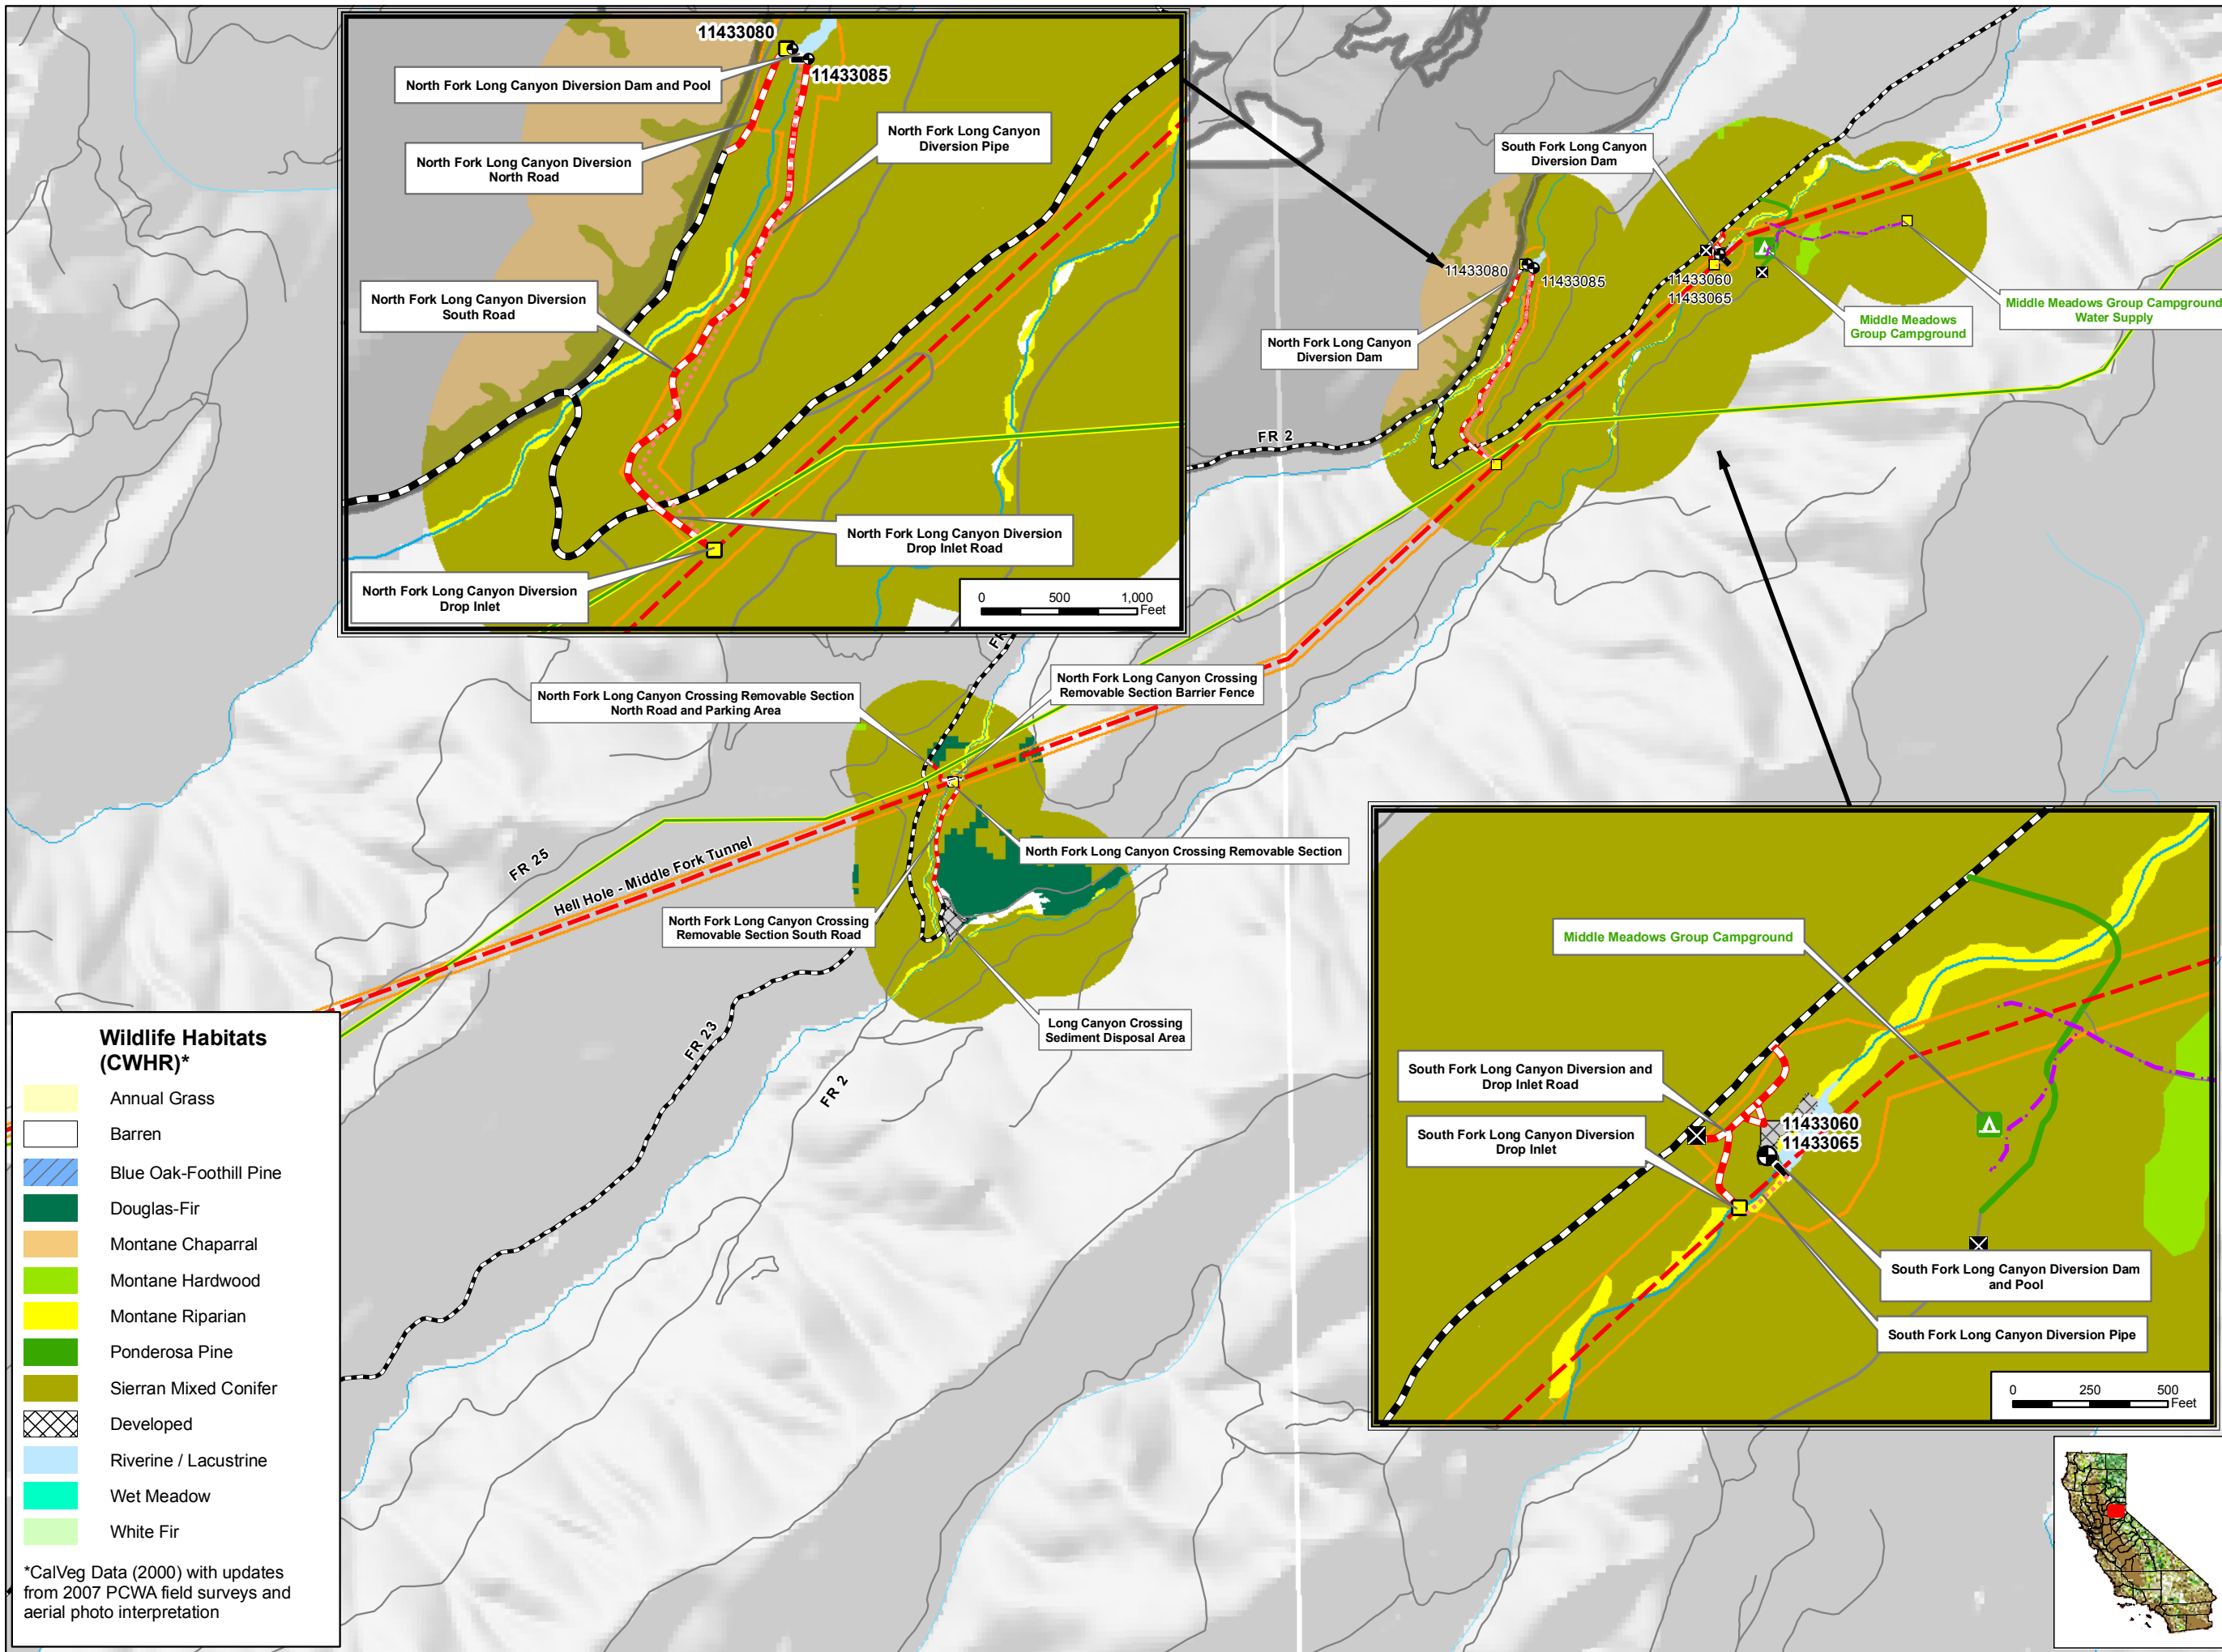 11433080
North Fork Long Canyon Diversion Dam and Pool
11433085
North Fork Long Canyon
Diversion Pipe
North Fork Long Canyon Diversion
North Road
North Fork Long Canyon Diversion
South Road
North Fork Long Canyon Diversion
Drop Inlet Road
North Fork Long Canyon Diversion
Drop Inlet
0 500 1,000
Feet
South Fork Long Canyon
Diversion Dam
11433080
11433085
11433060
11433065
Middle Meadows Group Campground
Water Supply
Middle Meadows
Group Campground
North Fork Long Canyon
Diversion Dam
FR 2
FR
North Fork Long Canyon Crossing Removable Section
North Road and Parking Area
North Fork Long Canyon Crossing
Removable Section Barrier Fence
North Fork Long Canyon Crossing Removable Section
FR 25
Hell Hole - Middle Fork Tunnel
North Fork Long Canyon Crossing
Removable Section South Road
Long Canyon Crossing
Sediment Disposal Area
FR 23
FR 2
Middle Meadows Group Campground
South Fork Long Canyon Diversion and
Drop Inlet Road
11433060
11433065
South Fork Long Canyon Diversion
Drop Inlet
South Fork Long Canyon Diversion Dam
and Pool
South Fork Long Canyon Diversion Pipe
0 250 500
Feet
Wildlife Habitats
(CWHR)*
Annual Grass
Barren
Blue Oak-Foothill Pine
Douglas-Fir
Montane Chaparral
Montane Hardwood
Montane Riparian
Ponderosa Pine
Sierran Mixed Conifer
Developed
Riverine / Lacustrine
Wet Meadow
White Fir
*CalVeg Data (2000) with updates
from 2007 PCWA field surveys and
aerial photo interpretation